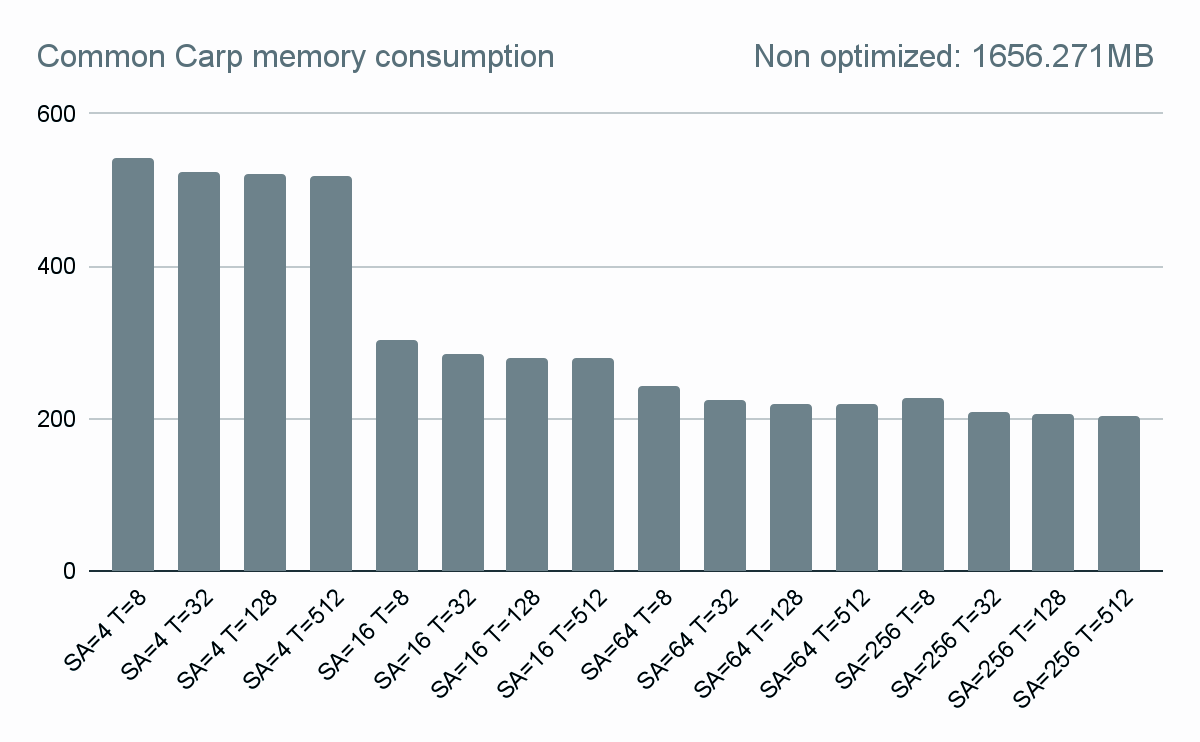 Common Carp memory consumption
Non optimized: 1656.271MB
600
400
200
0
SA=4 T=8
SA=4 T=32
SA=4 T=128
SA=4 T=512
SA=16 T=8
SA=16 T=32
SA=16 T=128
SA=16 T=512
SA=64 T=8
SA=64 T=32
SA=64 T=128
SA=64 T=512
SA=256 T=8
SA=256 T=32
SA=256 T=128
SA=256 T=512